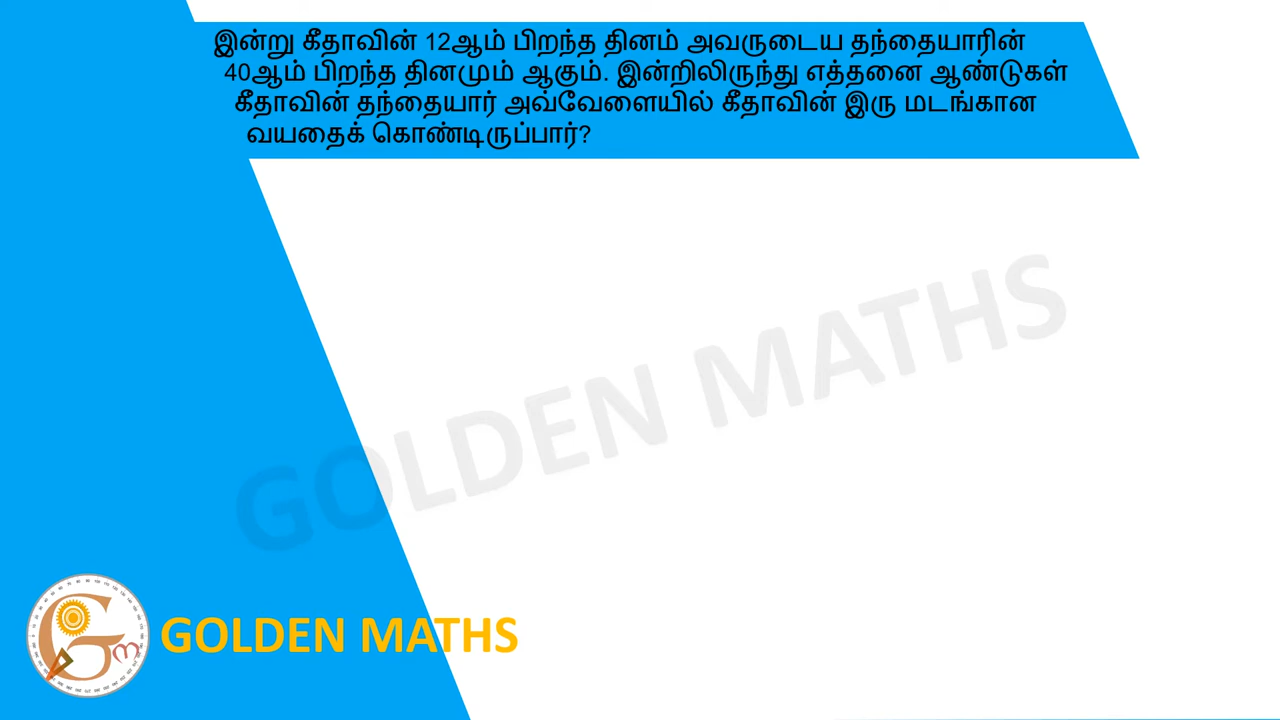 இன்று கீதாவின் 12ஆம் பிறந்த தினம் அவருடைய தந்தையாரின்
40ஆம் பிறந்த தினமும் ஆகும். இன்றிலிருந்து எத்தனை ஆண்டுகள்
கீதாவின் தந்தையார் அவ்வேளையில் கீதாவின் இரு மடங்கான
வயதைக் கொண்டிருப்பார்?
GOLDEN MATHS
GOLDEN MATHS